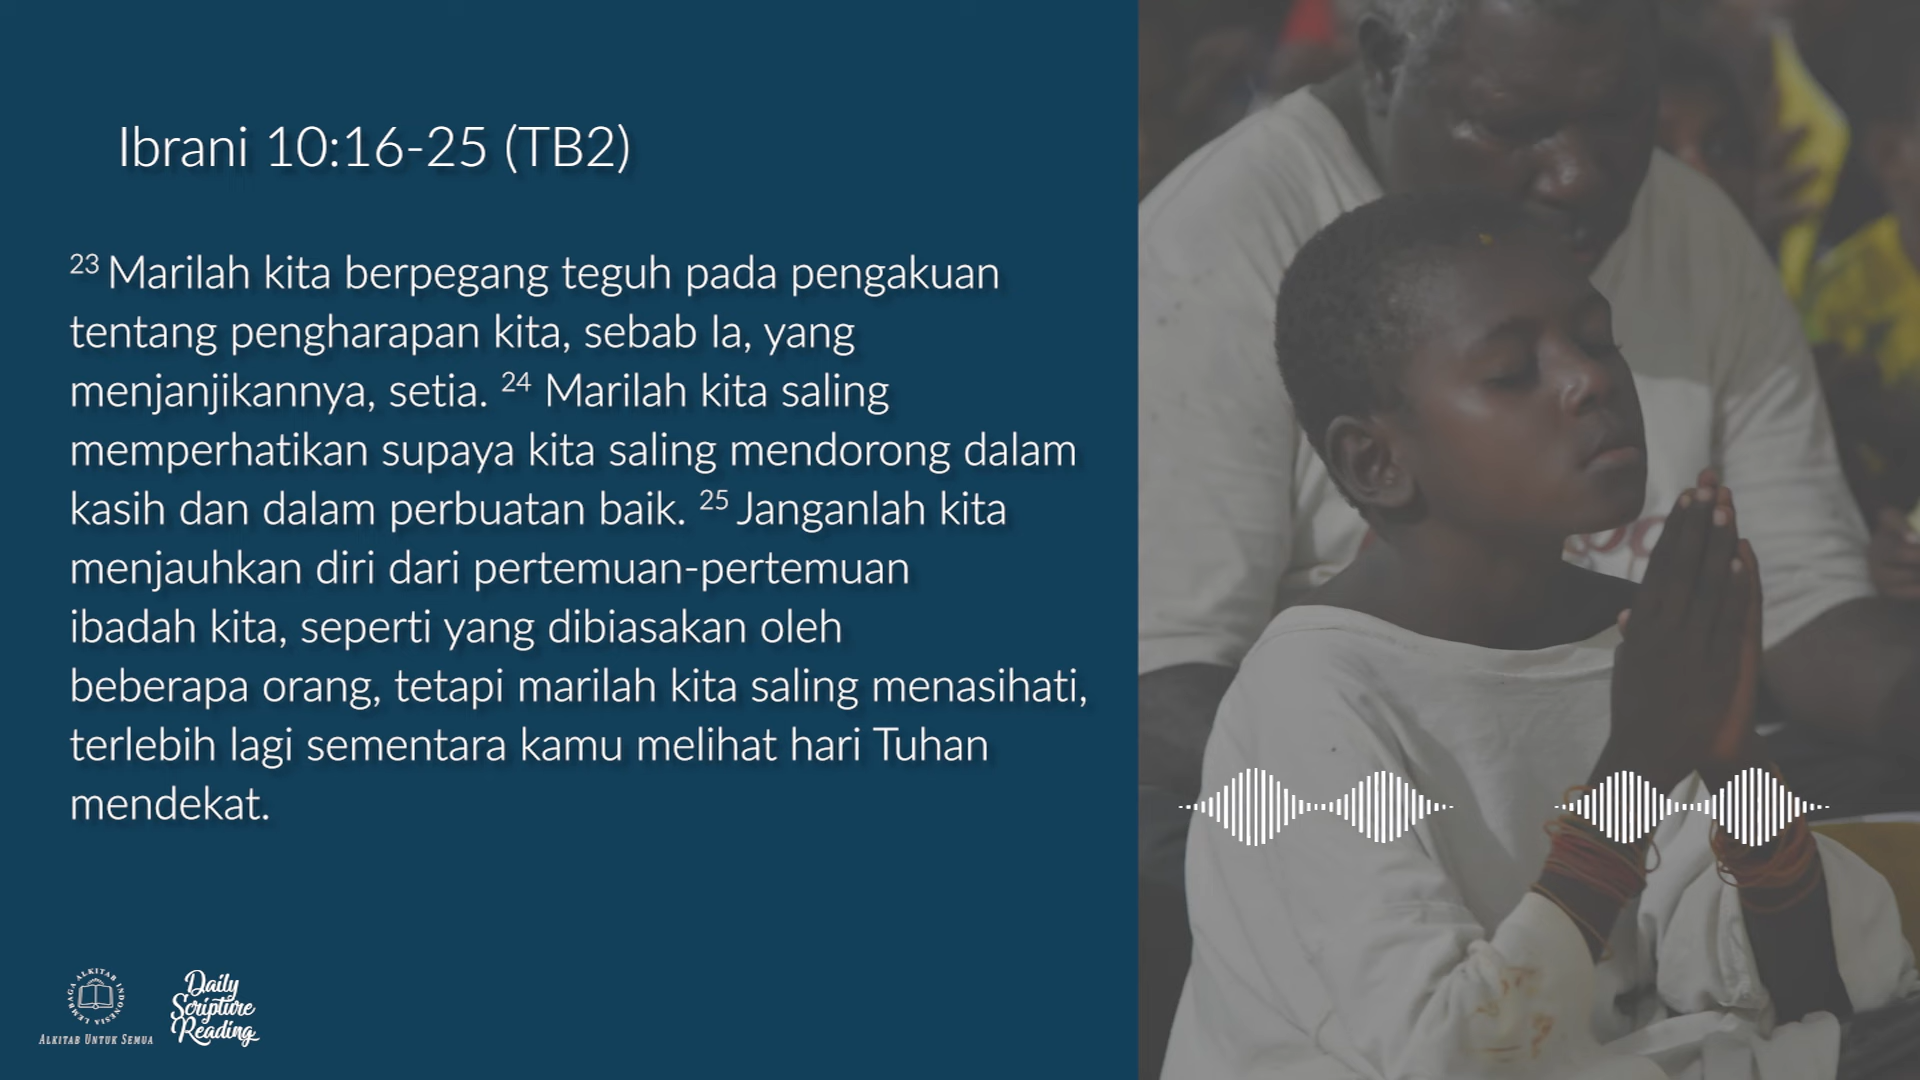 Ibrani 10:16-25 (TB2)
23 Marilah kita berpegang teguh pada pengakuan
tentang pengharapan kita, sebab Ia, yang
menjanjikannya, setia. 24 Marilah kita saling
memperhatikan supaya kita saling mendorong dalam
kasih dan dalam perbuatan baik. 25 Janganlah kita
menjauhkan diri dari pertemuan-pertemuan
ibadah kita, seperti yang dibiasakan oleh
beberapa orang, tetapi marilah kita saling menasihati,
terlebih lagi sementara kamu melihat hari Tuhan
mendekat.
LEMBAGA ALKITAB INDONESIA
ALKITAB UNTUK SEMUA
Daily
Scripture
Reading